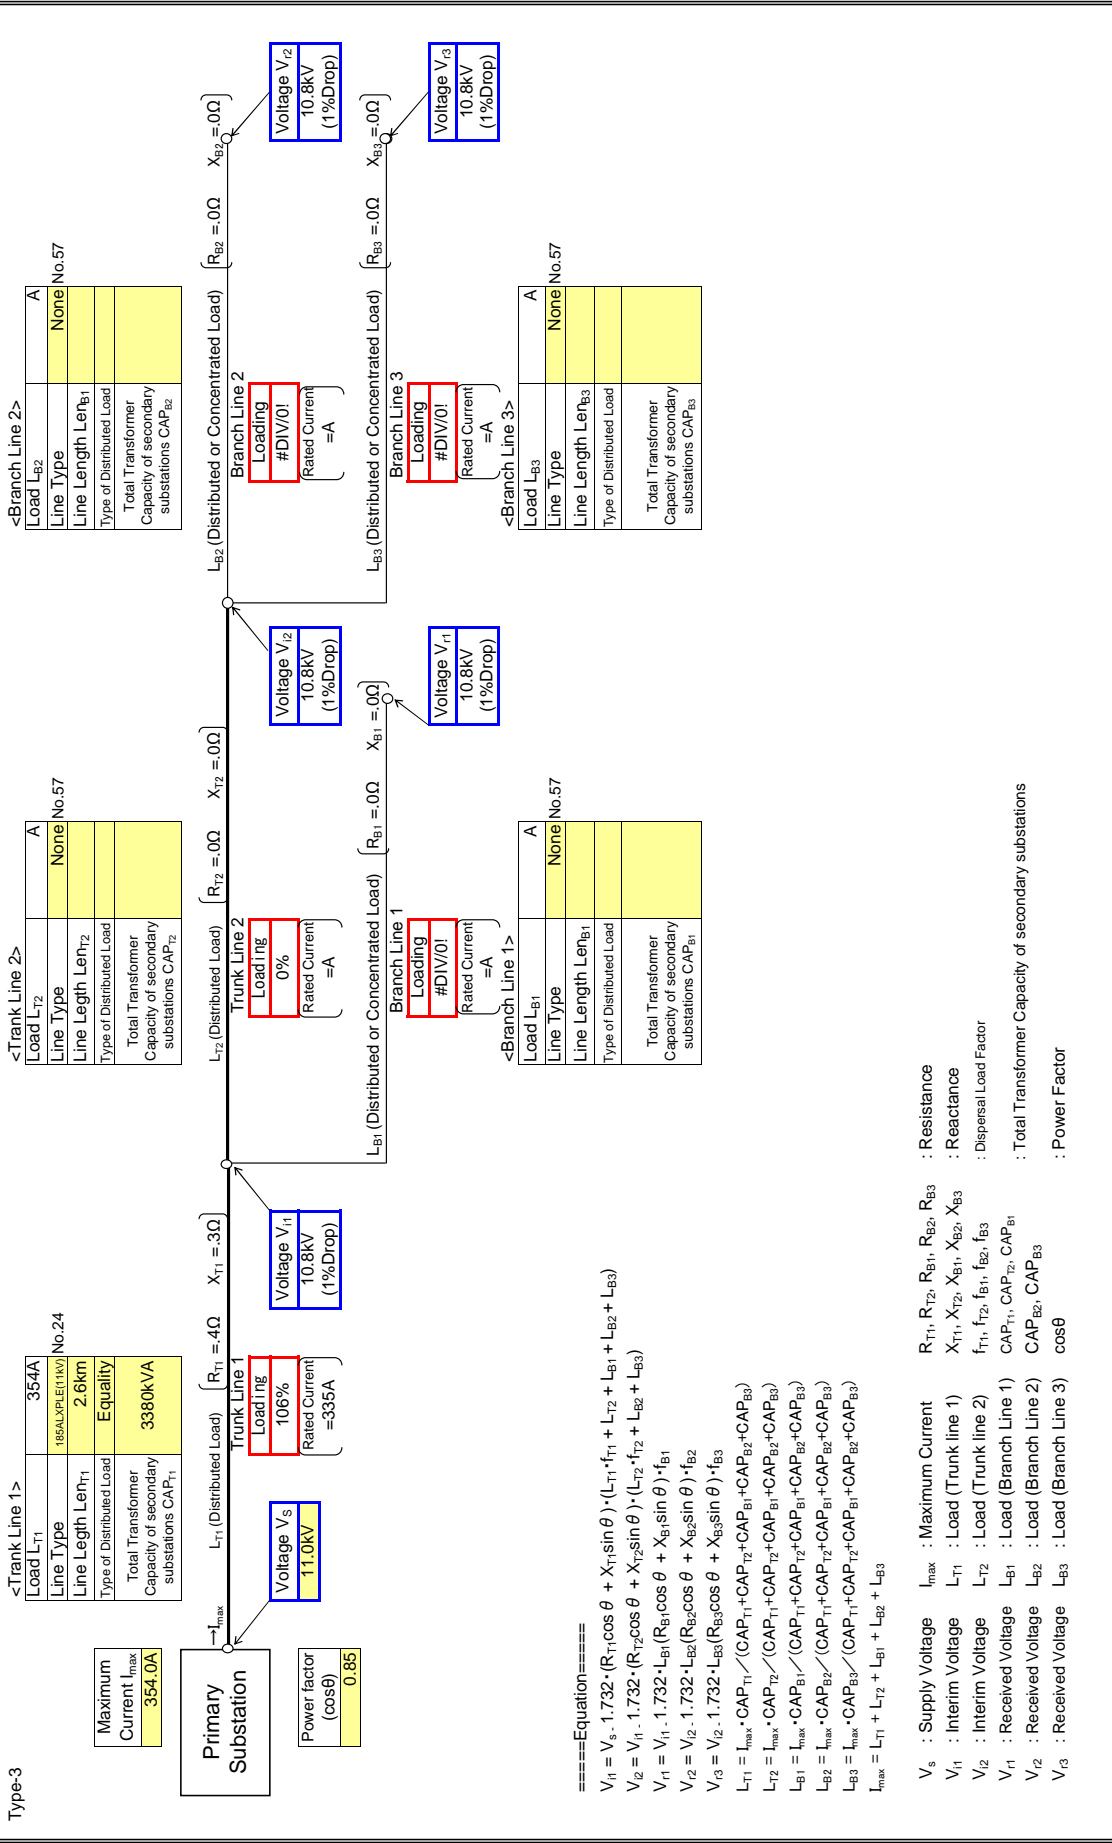 Type-3
Maximum
Current Imax
354.0A
Primary
Substation
Power factor
(cosθ)
0.85
→Imax
Voltage VS
11.0kV
<Trank Line 1>
Load LT1 354A
Line Type 185ALXPLE(11kV) No.24
Line Legth LenT1 2.6km
Type of Distributed Load Equality
Total Transformer
Capacity of secondary
substations CAPT1
3380kVA
LT1 (Distributed Load) RT1 =.4Ω XT1 =.3Ω
Trunk Line 1
Loading
106%
Rated Current
=335A
Voltage Vi1
10.8kV
(1%Drop)
<Trank Line 2>
Load LT2 A
Line Type None No.57
Line Length LenT2
Type of Distributed Load
Total Transformer
Capacity of secondary
substations CAPT2
LT2 (Distributed Load) RT2 =.0Ω XT2 =.0Ω
Trunk Line 2
Loading
0%
Rated Current
=A
Voltage Vi2
10.8kV
(1%Drop)
LB1 (Distributed or Concentrated Load) RB1 =.0Ω XB1 =.0Ω
Branch Line 1
Loading
#DIV/0!
Rated Current
=A
Voltage Vr1
10.8kV
(1%Drop)
<Branch Line 1>
Load LB1 A
Line Type None No.57
Line Length LenB1
Type of Distributed Load
Total Transformer
Capacity of secondary
substations CAPB1
<Branch Line 2>
Load LB2 A
Line Type None No.57
Line Length LenB1
Type of Distributed Load
Total Transformer
Capacity of secondary
substations CAPB2
LB2 (Distributed or Concentrated Load) RB2 =.0Ω XB2 =.0Ω
Branch Line 2
Loading
#DIV/0!
Rated Current
=A
Voltage Vr2
10.8kV
(1%Drop)
LB3 (Distributed or Concentrated Load) RB3 =.0Ω XB3 =.0Ω
Branch Line 3
Loading
#DIV/0!
Rated Current
=A
Voltage Vr3
10.8kV
(1%Drop)
<Branch Line 3>
Load LB3 A
Line Type None No.57
Line Length LenB3
Type of Distributed Load
Total Transformer
Capacity of secondary
substations CAPB3
=====Equation=====
Vi1 = Vs - 1.732・(RT1cos θ + XT1sin θ)・(LT1・fT1 + LT2 + LB1 + LB2 + LB3)
Vi2 = Vi1 - 1.732・(RT2cos θ + XT2sin θ)・(LT2・fT2 + LB2 + LB3)
Vr1 = Vi1 - 1.732・LB1(RB1cos θ + XB1sin θ)・fB1
Vr2 = Vi2 - 1.732・LB2(RB2cos θ + XB2sin θ)・fB2
Vr3 = Vi2 - 1.732・LB3(RB3cos θ + XB3sin θ)・fB3
LT1 = Imax・CAPT1／(CAPT1+CAPT2+CAPB1+CAPB2+CAPB3)
LT2 = Imax・CAPT2／(CAPT1+CAPT2+CAPB1+CAPB2+CAPB3)
LB1 = Imax・CAPB1／(CAPT1+CAPT2+CAPB1+CAPB2+CAPB3)
LB2 = Imax・CAPB2／(CAPT1+CAPT2+CAPB1+CAPB2+CAPB3)
LB3 = Imax・CAPB3／(CAPT1+CAPT2+CAPB1+CAPB2+CAPB3)
Imax = LT1 + LT2 + LB1 + LB2 + LB3
Vs : Supply Voltage Imax : Maximum Current RT1, RT2, RB1, RB2, RB3 : Resistance
Vi1 : Interim Voltage LT1 : Load (Trunk line 1) XT1, XT2, XB1, XB2, XB3 : Reactance
Vi2 : Interim Voltage LT2 : Load (Trunk line 2) fT1, fT2, fB1, fB2, fB3 : Dispersal Load Factor
Vr1 : Received Voltage LB1 : Load (Branch Line 1) CAPT1, CAPT2, CAPB1
Vr2 : Received Voltage LB2 : Load (Branch Line 2) CAPB2, CAPB3 : Total Transformer Capacity of secondary substations
Vr3 : Received Voltage LB3 : Load (Branch Line 3) cosθ : Power Factor